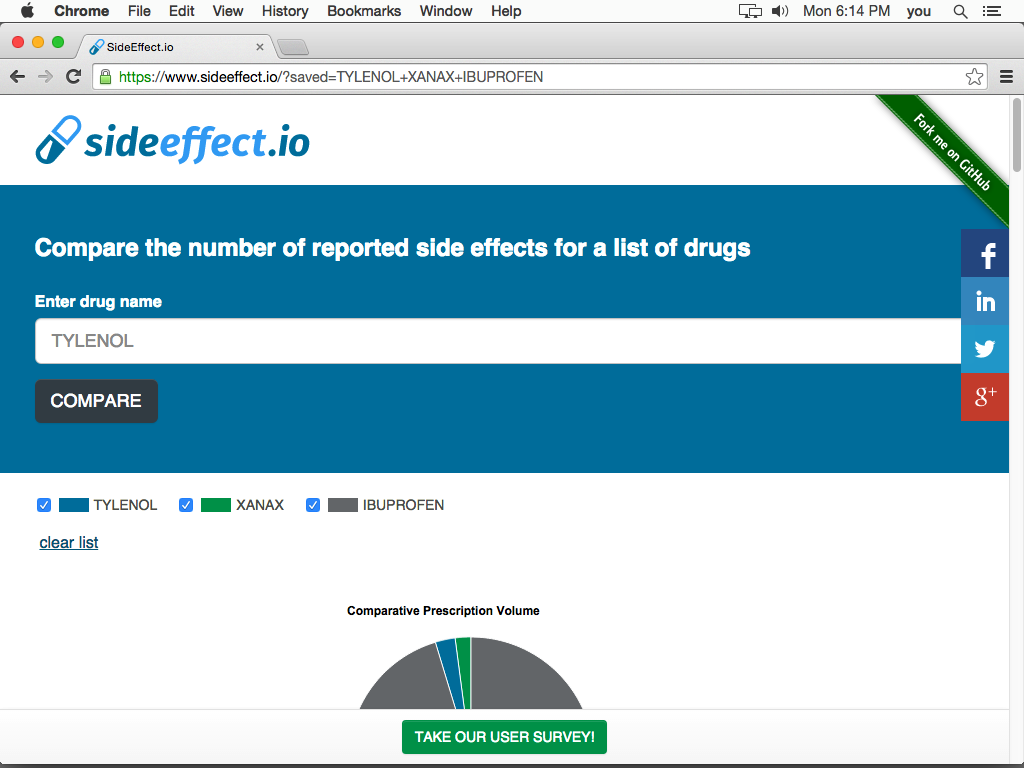 Chrome File Edit View History Bookmarks Window Help Mon 6:14 PM you
SideEffect.io
https://www.sideeffect.io/?saved=TYLENOL+XANAX+IBUPROFEN
sideeffect.io
Fork me on GitHub
Compare the number of reported side effects for a list of drugs
Enter drug name
TYLENOL
COMPARE
f
in
g+
TYLENOL XANAX IBUPROFEN
clear list
Comparative Prescription Volume
TAKE OUR USER SURVEY!